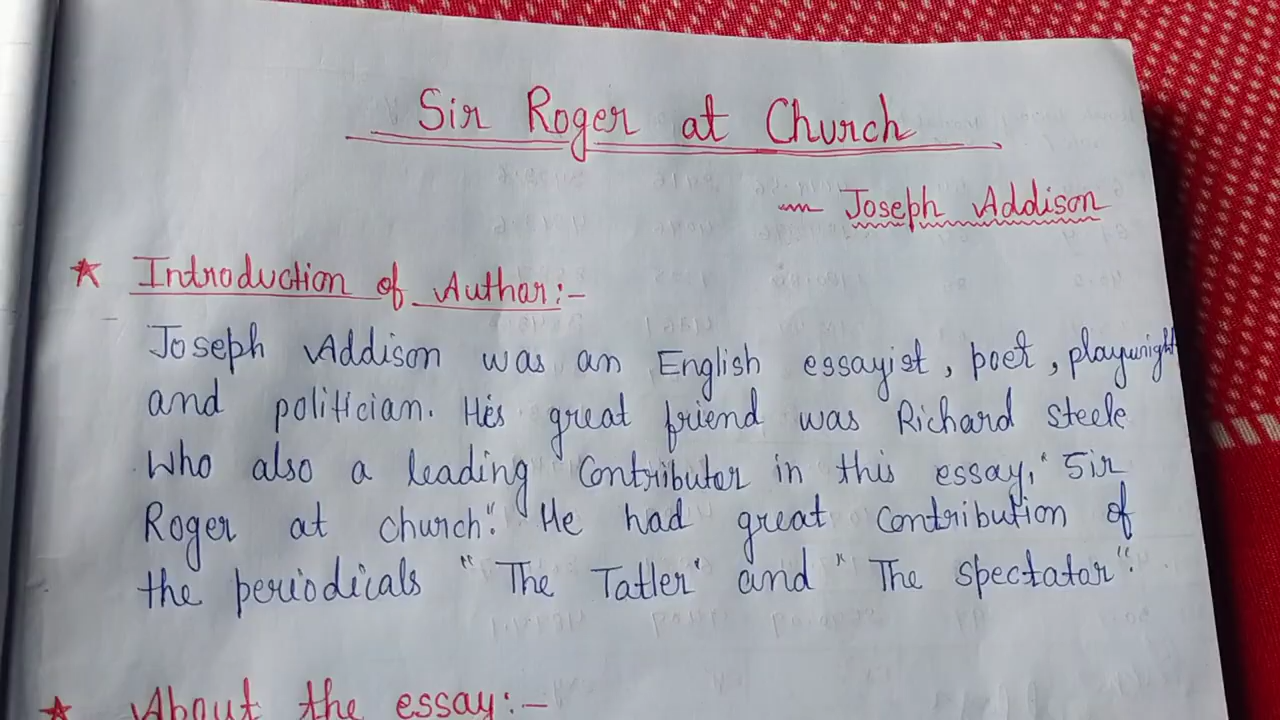 Sir Roger at Church
— Joseph Addison
★ Introduction of Author:-
Joseph Addison was an English essayist, poet, playwright
and politician. His great friend was Richard Steele
who also a leading Contributor in this essay, "Sir
Roger at church". He had great contribution of
the periodicals "The Tatler" and "The Spectator".
★ About the essay:-